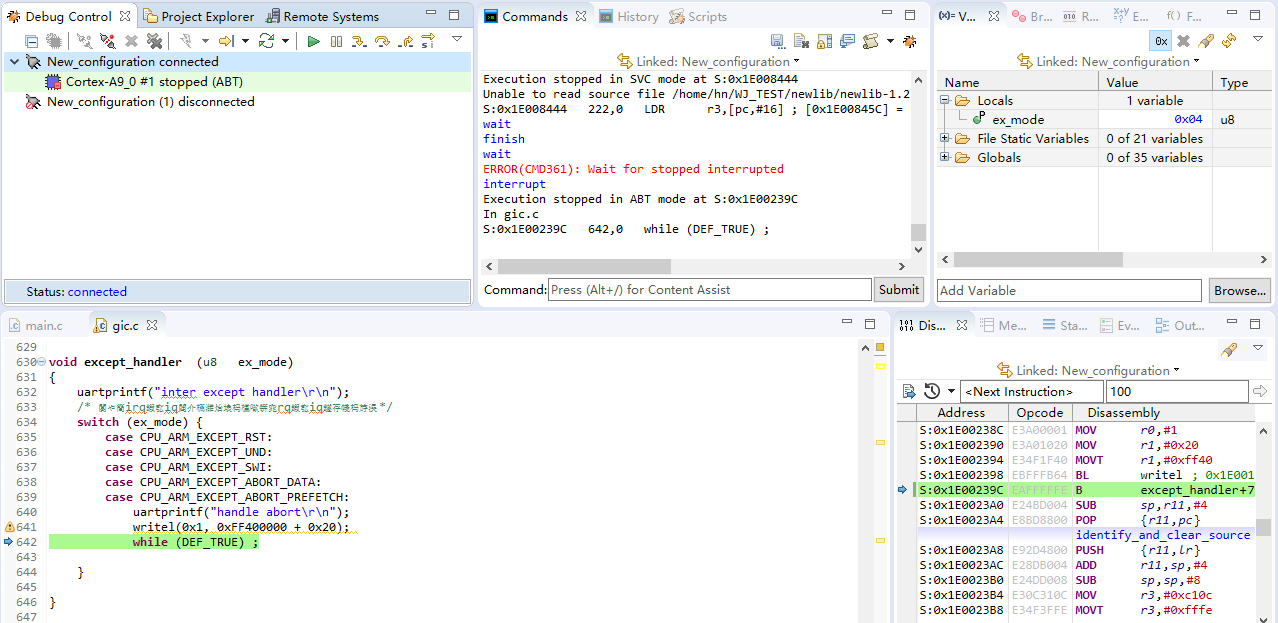 Debug Control
Project Explorer
Remote Systems
New_configuration connected
Cortex-A9_0 #1 stopped (ABT)
New_configuration (1) disconnected
Status: connected
Commands
History
Scripts
Linked: New_configuration
Execution stopped in SVC mode at S:0x1E008444
Unable to read source file /home/hn/WJ_TEST/newlib/newlib-1.2
S:0x1E008444 222,0 LDR r3,[pc,#16] ; [0x1E00845C] =
wait
finish
wait
ERROR(CMD361): Wait for stopped interrupted
interrupt
Execution stopped in ABT mode at S:0x1E00239C
In gic.c
S:0x1E00239C 642,0 while (DEF_TRUE) ;
Command: Press (Alt+/) for Content Assist
Submit
(x)= V...
Br...
010 R...
E...
f() F...
0x
Linked: New_configuration
Name Value Type
Locals 1 variable
ex_mode 0x04 u8
File Static Variables 0 of 21 variables
Globals 0 of 35 variables
Add Variable
Browse...
main.c
gic.c
629
630 void except_handler (u8 ex_mode)
631 {
632 uartprintf("inter except handler\r\n");
633 /* */
634 switch (ex_mode) {
635 case CPU_ARM_EXCEPT_RST:
636 case CPU_ARM_EXCEPT_UND:
637 case CPU_ARM_EXCEPT_SWI:
638 case CPU_ARM_EXCEPT_ABORT_DATA:
639 case CPU_ARM_EXCEPT_ABORT_PREFETCH:
640 uartprintf("handle abort\r\n");
641 writel(0x1, 0xFF400000 + 0x20);
642 while (DEF_TRUE) ;
643
644 }
645
646 }
647
Dis...
Me...
Sta...
Ev...
Out...
Linked: New_configuration
<Next Instruction> 100
Address Opcode Disassembly
S:0x1E00238C E3A00001 MOV r0,#1
S:0x1E002390 E3A01020 MOV r1,#0x20
S:0x1E002394 E34F1F40 MOVT r1,#0xff40
S:0x1E002398 EBFFFB64 BL writel ; 0x1E001
S:0x1E00239C EAFFFFFE B except_handler+7
S:0x1E0023A0 E24BD004 SUB sp,r11,#4
S:0x1E0023A4 E8BD8800 POP {r11,pc}
identify_and_clear_source
S:0x1E0023A8 E92D4800 PUSH {r11,lr}
S:0x1E0023AC E28DB004 ADD r11,sp,#4
S:0x1E0023B0 E24DD008 SUB sp,sp,#8
S:0x1E0023B4 E30C310C MOV r3,#0xc10c
S:0x1E0023B8 E34F3FFE MOVT r3,#0xfffe